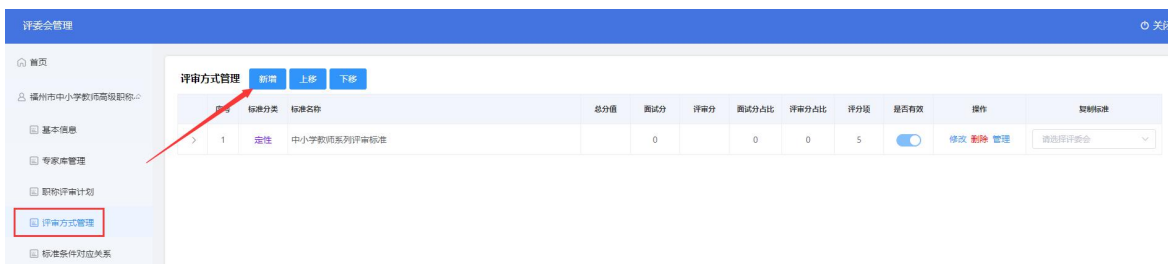 评委会管理
关闭
首页
福州市中小学教师高级职称...
基本信息
专家库管理
职称评审计划
评审方式管理
标准条件对应关系
评审方式管理 新增 上移 下移
序号 标准分类 标准名称 总分值 面试分 评审分 面试分占比 评审分占比 评分项 是否有效 操作 复制标准
1 定性 中小学教师系列评审标准 0 0 0 5 修改 删除 管理 请选择评委会